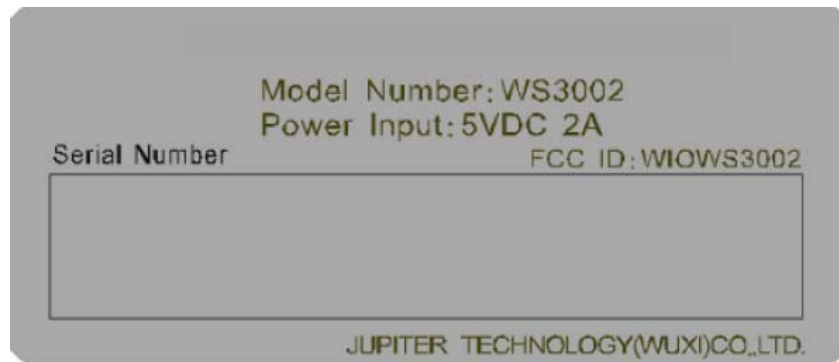 Model Number: WS3002
Power Input: 5VDC 2A
Serial Number
FCC ID: WIOWS3002
JUPITER TECHNOLOGY(WUXI)CO.,LTD.